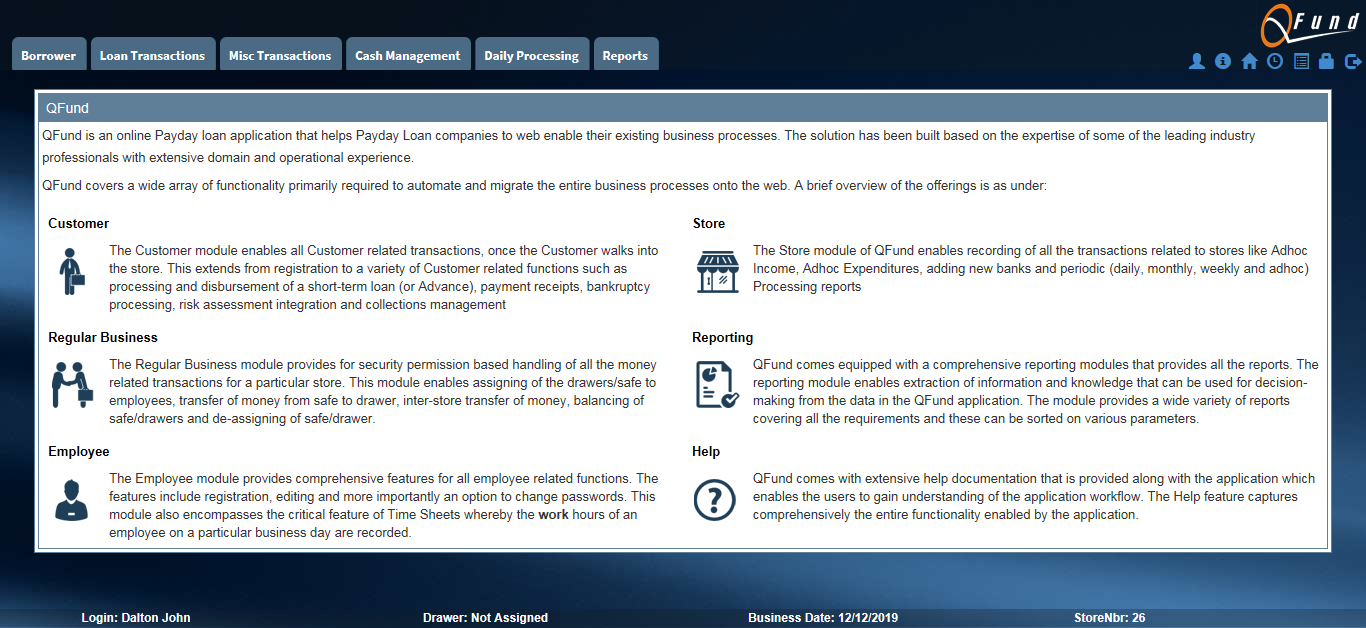 QFund
Borrower
Loan Transactions
Misc Transactions
Cash Management
Daily Processing
Reports
QFund
QFund is an online Payday loan application that helps Payday Loan companies to web enable their existing business processes. The solution has been built based on the expertise of some of the leading industry
professionals with extensive domain and operational experience.
QFund covers a wide array of functionality primarily required to automate and migrate the entire business processes onto the web. A brief overview of the offerings is as under:
Customer
The Customer module enables all Customer related transactions, once the Customer walks into
the store. This extends from registration to a variety of Customer related functions such as
processing and disbursement of a short-term loan (or Advance), payment receipts, bankruptcy
processing, risk assessment integration and collections management
Store
The Store module of QFund enables recording of all the transactions related to stores like Adhoc
Income, Adhoc Expenditures, adding new banks and periodic (daily, monthly, weekly and adhoc)
Processing reports
Regular Business
The Regular Business module provides for security permission based handling of all the money
related transactions for a particular store. This module enables assigning of the drawers/safe to
employees, transfer of money from safe to drawer, inter-store transfer of money, balancing of
safe/drawers and de-assigning of safe/drawer.
Reporting
QFund comes equipped with a comprehensive reporting modules that provides all the reports. The
reporting module enables extraction of information and knowledge that can be used for decision-
making from the data in the QFund application. The module provides a wide variety of reports
covering all the requirements and these can be sorted on various parameters.
Employee
The Employee module provides comprehensive features for all employee related functions. The
features include registration, editing and more importantly an option to change passwords. This
module also encompasses the critical feature of Time Sheets whereby the work hours of an
employee on a particular business day are recorded.
Help
QFund comes with extensive help documentation that is provided along with the application which
enables the users to gain understanding of the application workflow. The Help feature captures
comprehensively the entire functionality enabled by the application.
Login: Dalton John
Drawer: Not Assigned
Business Date: 12/12/2019
StoreNbr: 26